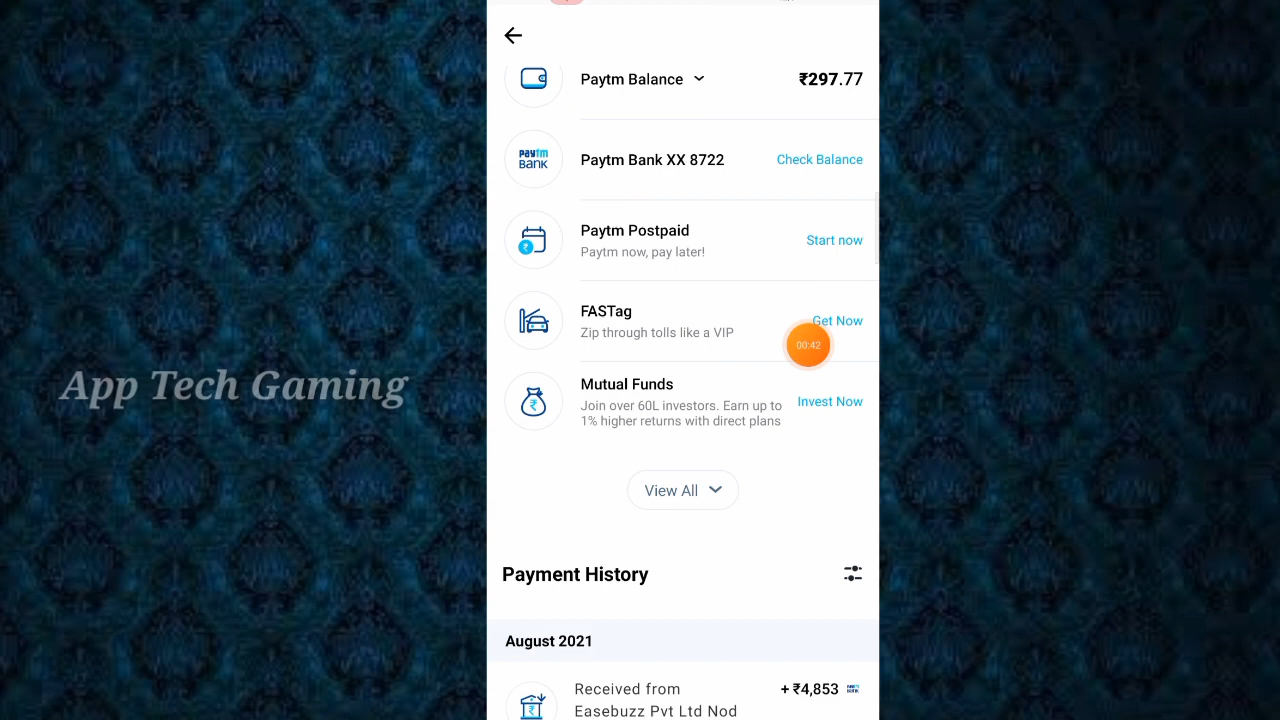 Paytm Balance ₹297.77
paytm
BANK
Paytm Bank XX 8722 Check Balance
Paytm Postpaid
Paytm now, pay later!
Start now
FASTag
Zip through tolls like a VIP
Get Now
00:42
App Tech Gaming
Mutual Funds
Join over 60L investors. Earn up to
1% higher returns with direct plans
Invest Now
View All
Payment History
August 2021
Received from
Easebuzz Pvt Ltd Nod
+ ₹4,853